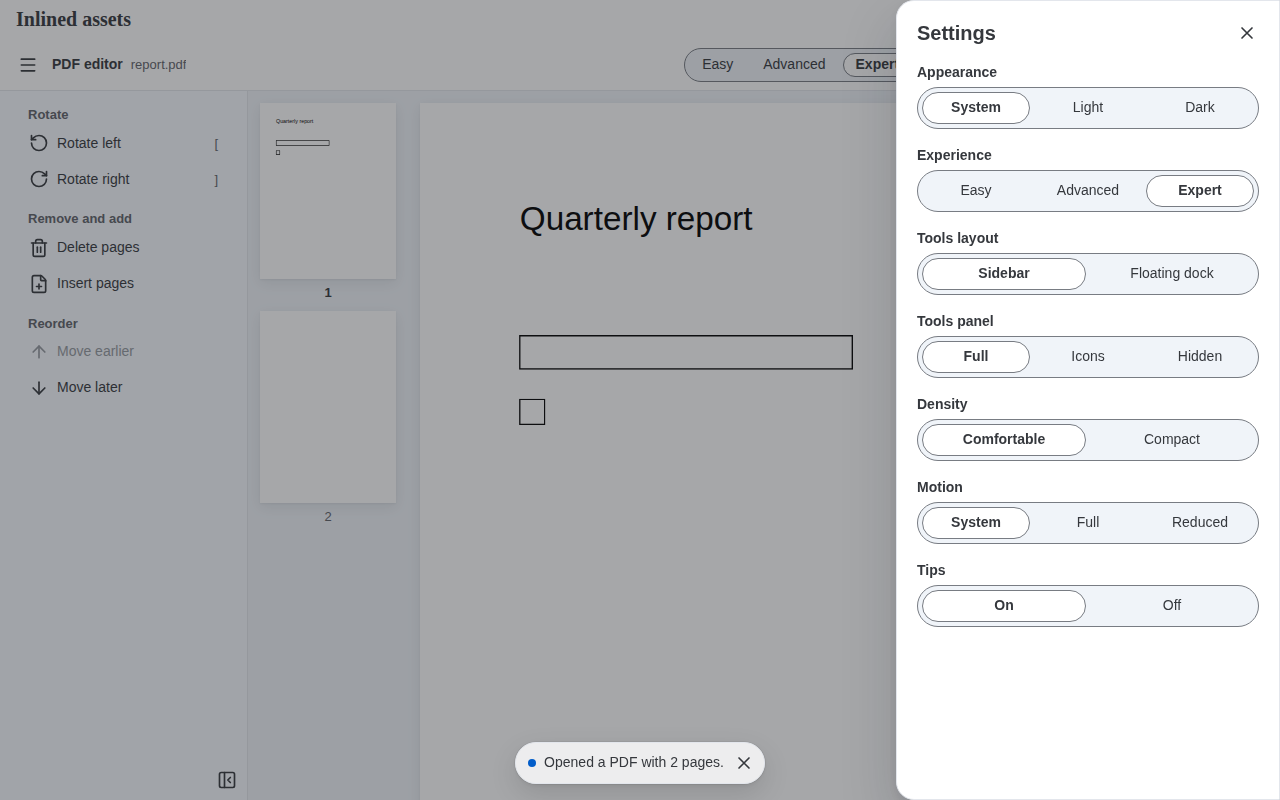 Inlined assets
PDF editor report.pdf
Easy Advanced Expert
Rotate
Rotate left [
Rotate right ]
Remove and add
Delete pages
Insert pages
Reorder
Move earlier
Move later
Quarterly report
1
2
Quarterly report
Opened a PDF with 2 pages.
Settings
Appearance
System Light Dark
Experience
Easy Advanced Expert
Tools layout
Sidebar Floating dock
Tools panel
Full Icons Hidden
Density
Comfortable Compact
Motion
System Full Reduced
Tips
On Off